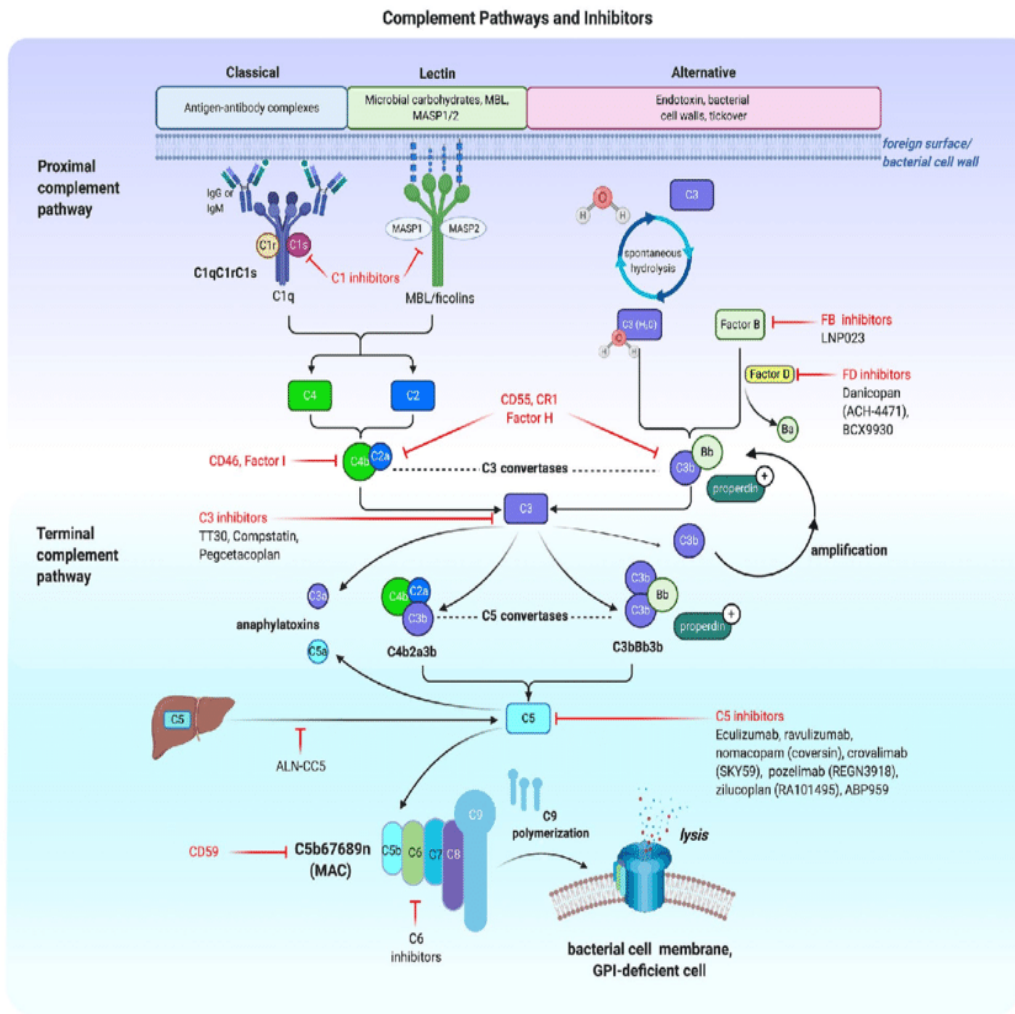 Complement Pathways and Inhibitors
Classical
Lectin
Alternative
Antigen-antibody complexes
Microbial carbohydrates, MBL,
MASP1/2
Endotoxin, bacterial
cell walls, tickover
foreign surface/
bacterial cell wall
Proximal
complement
pathway
IgG or
IgM
C1r
C1s
C1qC1rC1s
C1q
C1 inhibitors
MASP1
MASP2
MBL/ficolins
O
H
H
C3
spontaneous
hydrolysis
C3 (H₂O)
O
H
H
Factor B
FB inhibitors
LNP023
Factor D
FD inhibitors
Danicopan
(ACH-4471),
BCX9930
Ba
C4
C2
CD55, CR1
Factor H
CD46, Factor I
C4b
C2a
C3 convertases
C3b
Bb
properdin
+
C3 inhibitors
TT30, Compstatin,
Pegcetacoplan
C3
C3b
amplification
Terminal
complement
pathway
C3a
anaphylatoxins
C5a
C4b
C2a
C3b
C4b2a3b
C5 convertases
C3b
C3b
Bb
C3bBb3b
properdin
+
C5
ALN-CC5
C5
C5 inhibitors
Eculizumab, ravulizumab,
nomacopam (coversin), crovalimab
(SKY59), pozelimab (REGN3918),
zilucoplan (RA101495), ABP959
CD59
C5b67689n
(MAC)
C5b
C6
C7
C8
C9
C9
polymerization
lysis
C6
inhibitors
bacterial cell membrane,
GPI-deficient cell